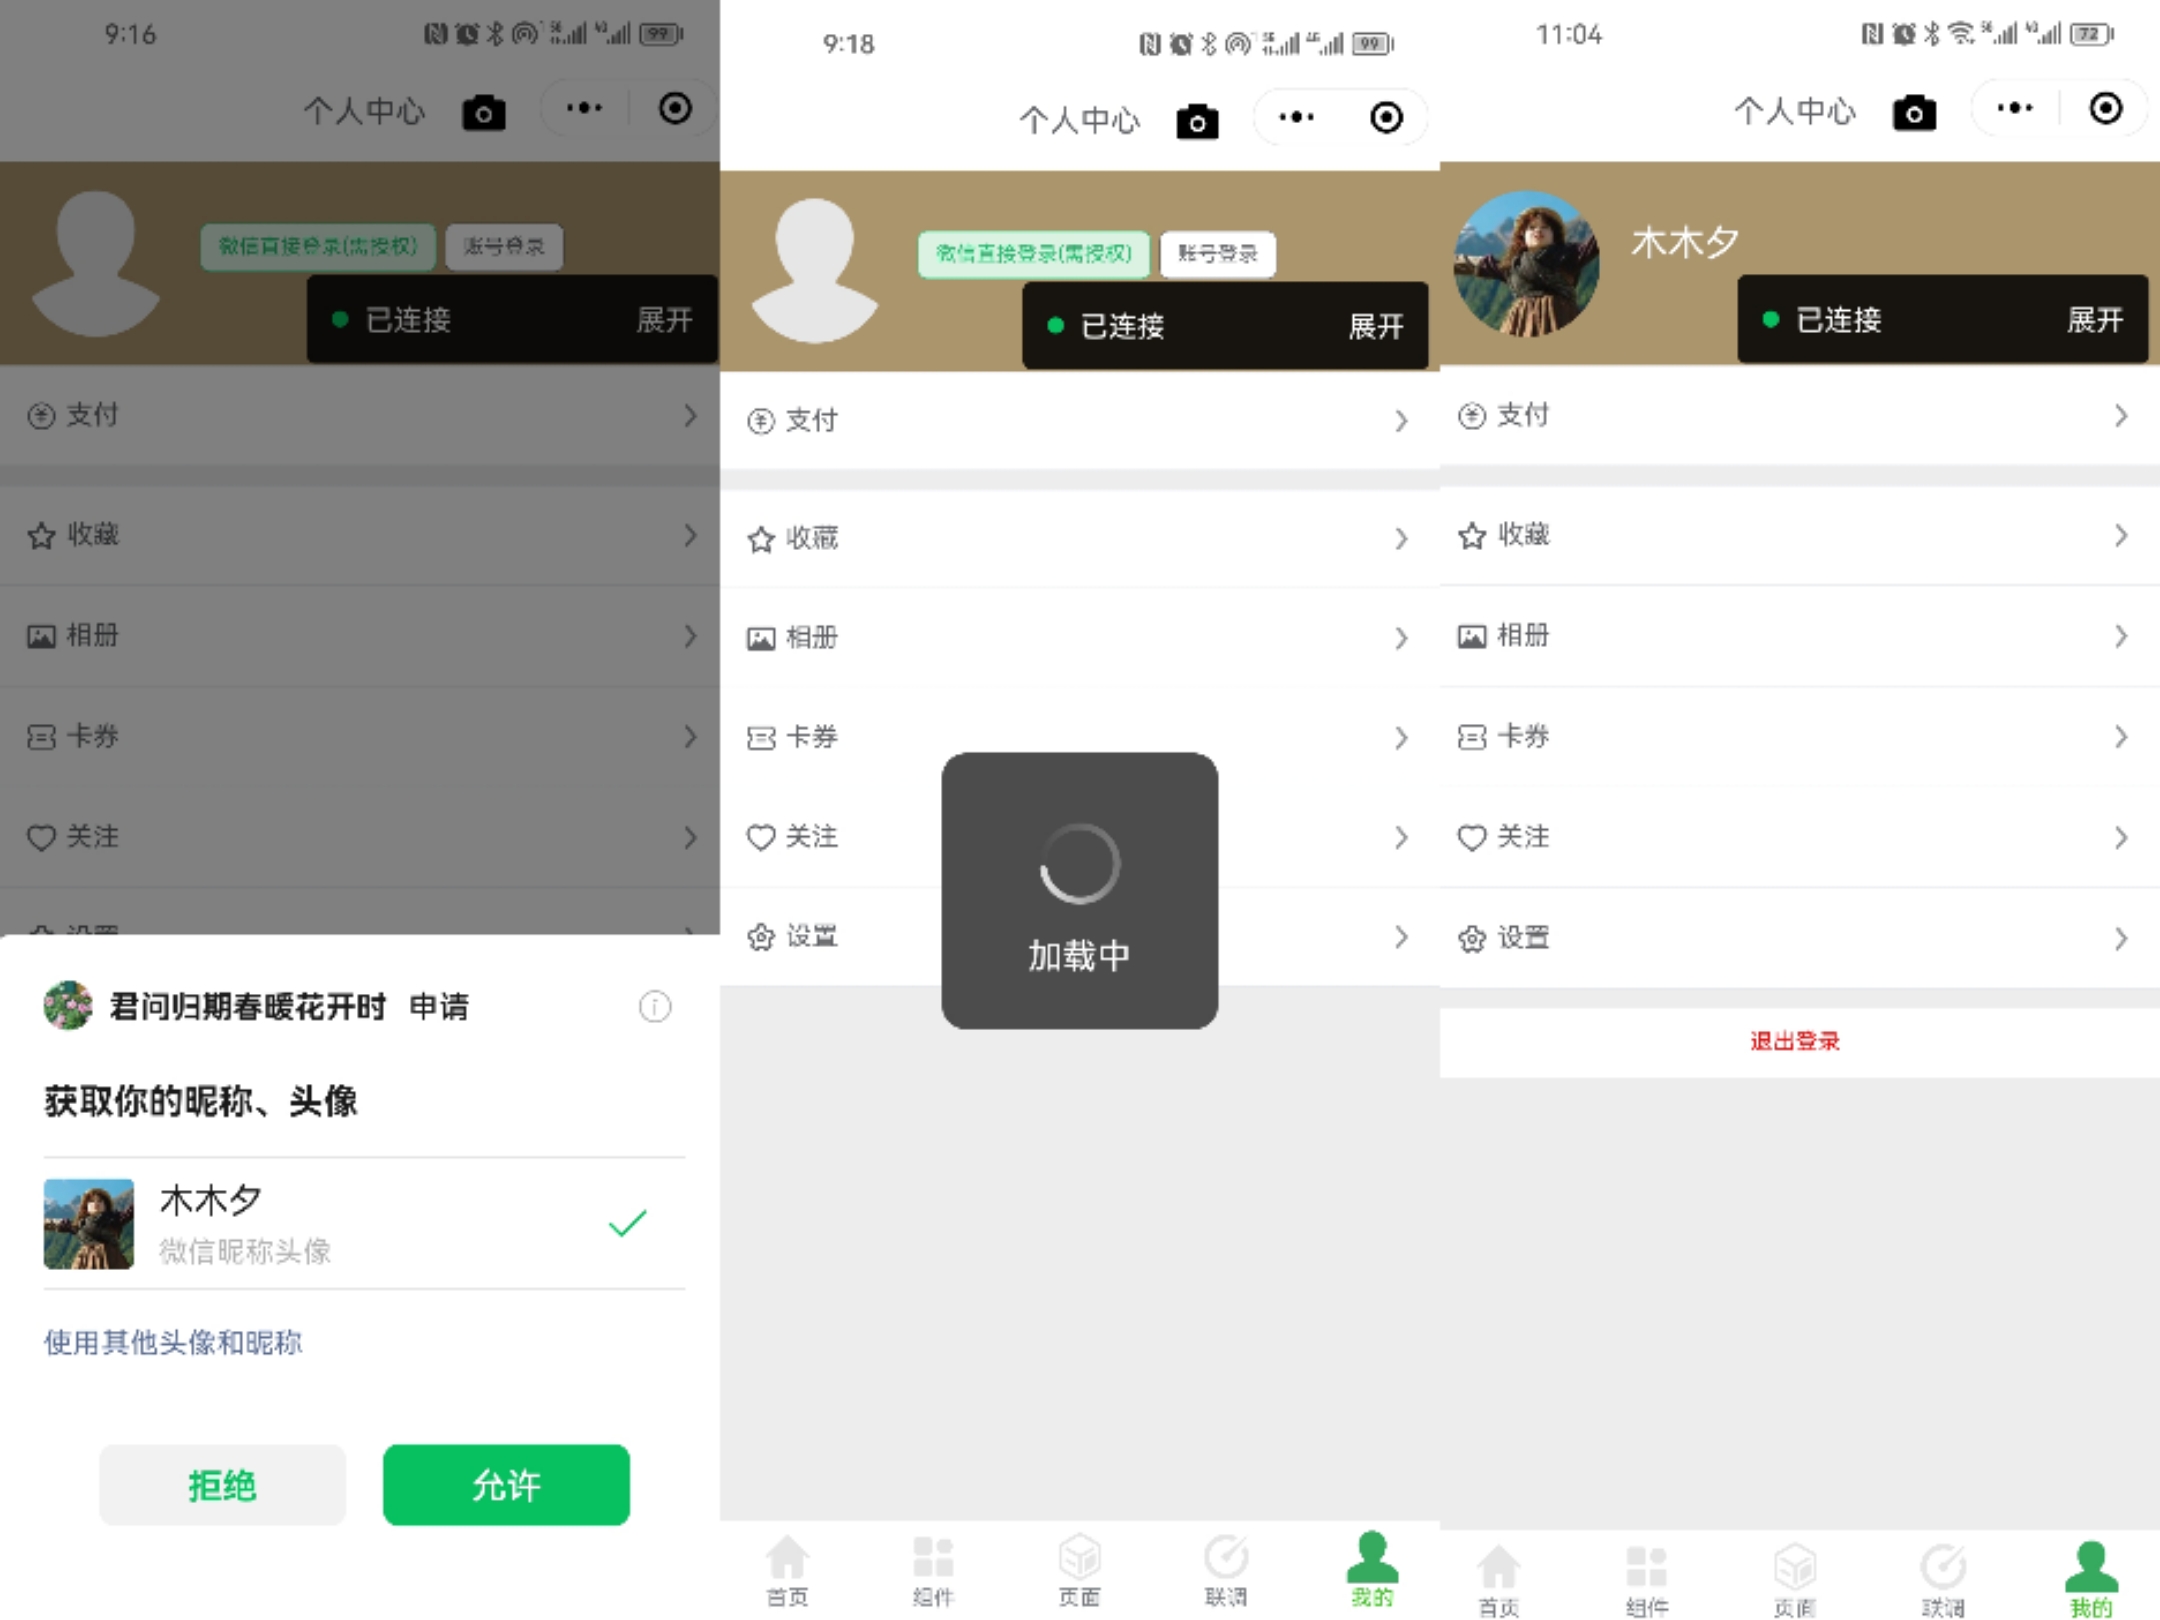 9:16
99
个人中心
微信直接登录(需授权)
账号登录
已连接
展开
支付
收藏
相册
卡券
关注
设置
君问归期春暖花开时 申请
获取你的昵称、头像
木木夕
微信昵称头像
使用其他头像和昵称
拒绝
允许
9:18
99
个人中心
微信直接登录(需授权)
账号登录
已连接
展开
支付
收藏
相册
卡券
关注
设置
加载中
首页
组件
页面
联调
我的
11:04
72
个人中心
木木夕
已连接
展开
支付
收藏
相册
卡券
关注
设置
退出登录
首页
组件
页面
联调
我的